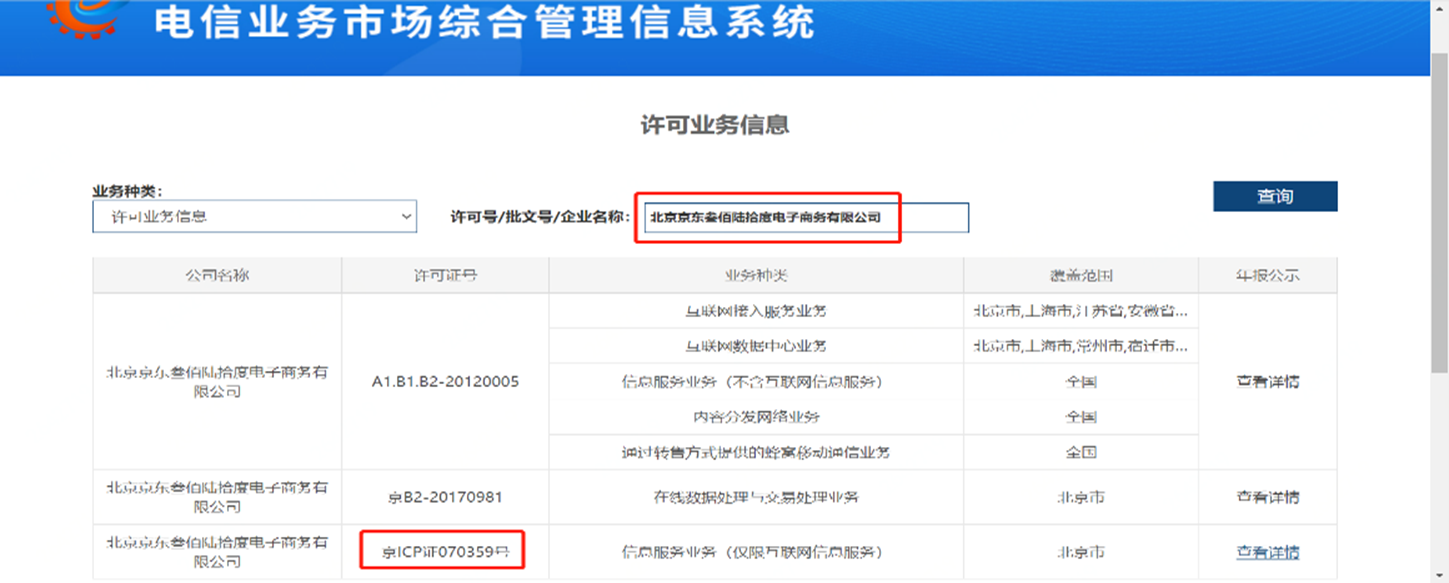 电信业务市场综合管理信息系统
许可业务信息
业务种类：
许可业务信息
许可号/批文号/企业名称：
北京京东叁佰陆拾度电子商务有限公司
查询
公司名称 许可证号 业务种类 覆盖范围 年报公示
互联网接入服务业务 北京市,上海市,江苏省,安徽省...
互联网数据中心业务 北京市,上海市,常州市,宿迁市...
北京京东叁佰陆拾度电子商务有
限公司
A1.B1.B2-20120005
信息服务业务（不含互联网信息服务） 全国
查看详情
内容分发网络业务 全国
通过转售方式提供的蜂窝移动通信业务 全国
北京京东叁佰陆拾度电子商务有
限公司
京B2-20170981 在线数据处理与交易处理业务 北京市 查看详情
北京京东叁佰陆拾度电子商务有
限公司
京ICP证070359号 信息服务业务（仅限互联网信息服务） 北京市 查看详情